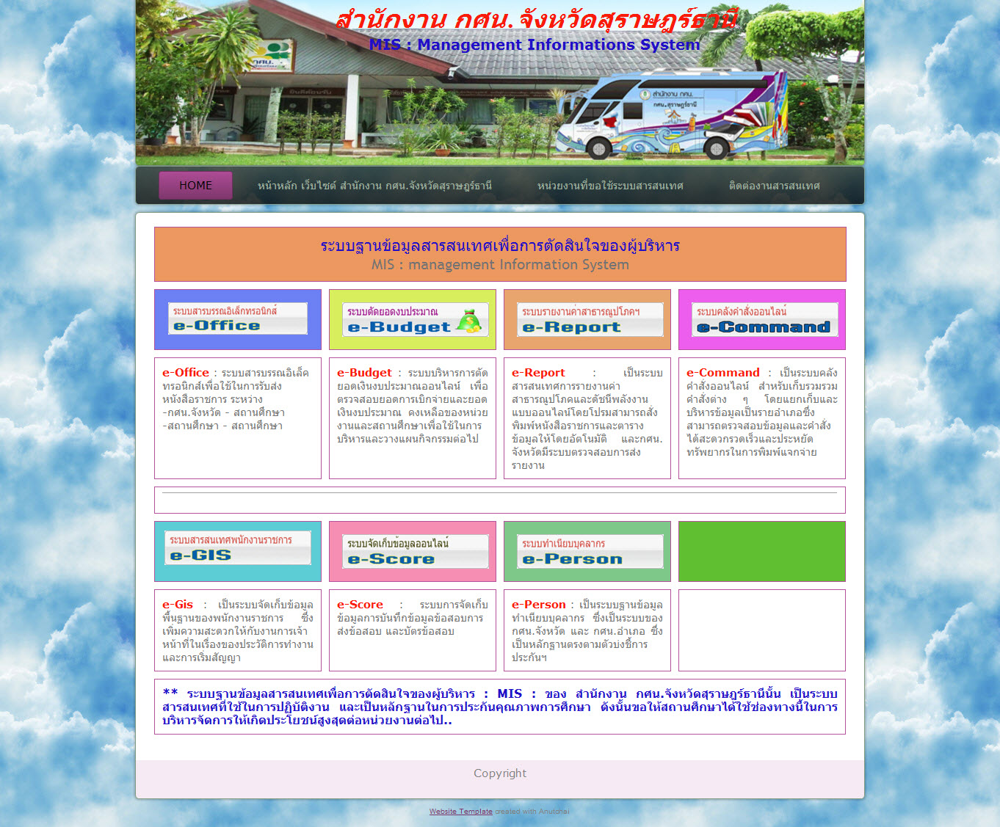 สำนักงาน กศน.จังหวัดสุราษฎร์ธานี
MIS : Management Informations System
กศน.
สำนักงาน กศน.
กศน.สุราษฎร์ธานี
HOME
หน้าหลัก เว็บไซต์ สำนักงาน กศน.จังหวัดสุราษฎร์ธานี
หน่วยงานที่ขอใช้ระบบสารสนเทศ
ติดต่องานสารสนเทศ
ระบบฐานข้อมูลสารสนเทศเพื่อการตัดสินใจของผู้บริหาร
MIS : management Information System
ระบบสารบรรณอิเล็กทรอนิกส์
e-Office
ระบบตัดยอดงบประมาณ
e-Budget
ระบบรายงานค่าสาธารณูปโภคฯ
e-Report
ระบบคลังคำสั่งออนไลน์
e-Command
e-Office : ระบบสารบรรณอิเล็ค
ทรอนิกส์เพื่อใช้ในการรับส่ง
หนังสือราชการ ระหว่าง
-กศน.จังหวัด - สถานศึกษา
-สถานศึกษา - สถานศึกษา
e-Budget : ระบบบริหารการตัด
ยอดเงินงบประมาณออนไลน์ เพื่อ
ตรวจสอบยอดการเบิกจ่ายและยอด
เงินงบประมาณ คงเหลือของหน่วย
งานและสถานศึกษาเพื่อใช้ในการ
บริหารและวางแผนกิจกรรมต่อไป
e-Report : เป็นระบบ
สารสนเทศการรายงานค่า
สาธารณูปโภคและดัชนีพลังงาน
แบบออนไลน์โดยโปรมสามารถสั่ง
พิมพ์หนังสือราชการและตาราง
ข้อมูลให้โดยอัตโนมัติ และกศน.
จังหวัดมีระบบตรวจสอบการส่ง
รายงาน
e-Command : เป็นระบบคลัง
คำสั่งออนไลน์ สำหรับเก็บรวมรวม
คำสั่งต่าง ๆ โดยแยกเก็บและ
บริหารข้อมูลเป็นรายอำเภอซึ่ง
สามารถตรวจสอบข้อมูลและคำสั่ง
ได้สะดวกรวดเร็วและประหยัด
ทรัพยากรในการพิมพ์แจกจ่าย
ระบบสารสนเทศพนักงานราชการ
e-GIS
ระบบจัดเก็บข้อมูลออนไลน์
e-Score
ระบบทำเนียบบุคลากร
e-Person
e-Gis : เป็นระบบจัดเก็บข้อมูล
พื้นฐานของพนักงานราชการ ซึ่ง
เพิ่มความสะดวกให้กับงานการเจ้า
หน้าที่ในเรื่องของประวัติการทำงาน
และการเริ่มสัญญา
e-Score : ระบบการจัดเก็บ
ข้อมูลการบันทึกข้อมูลข้อสอบการ
ส่งข้อสอบ และบัตรข้อสอบ
e-Person : เป็นระบบฐานข้อมูล
ทำเนียบบุคลากร ซึ่งเป็นระบบของ
กศน.จังหวัด และ กศน.อำเภอ ซึ่ง
เป็นหลักฐานตรงตามตัวบ่งชี้การ
ประกันฯ
** ระบบฐานข้อมูลสารสนเทศเพื่อการตัดสินใจของผู้บริหาร : MIS : ของ สำนักงาน กศน.จังหวัดสุราษฎร์ธานีนั้น เป็นระบบ
สารสนเทศที่ใช้ในการปฏิบัติงาน และเป็นหลักฐานในการประกันคุณภาพการศึกษา ดังนั้นขอให้สถานศึกษาได้ใช้ช่องทางนี้ในการ
บริหารจัดการให้เกิดประโยชน์สูงสุดต่อหน่วยงานต่อไป..
Copyright
Website Template created with Anutchai